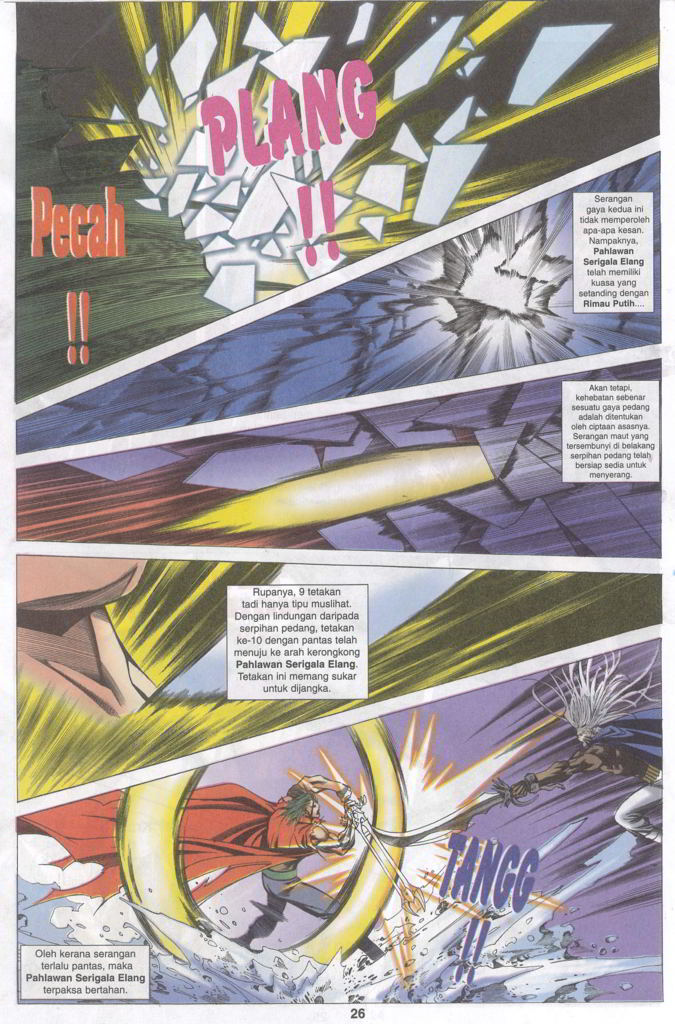 PLANG
!!
Pecah
!!
Serangan
gaya kedua ini
tidak memperoleh
apa-apa kesan.
Nampaknya,
Pahlawan
Serigala Elang
telah memiliki
kuasa yang
setanding dengan
Rimau Putih....
Akan tetapi,
kehebatan sebenar
sesuatu gaya pedang
adalah ditentukan
oleh ciptaan asasnya.
Serangan maut yang
tersembunyi di belakang
serpihan pedang telah
bersiap sedia untuk
menyerang.
Rupanya, 9 tetakan
tadi hanya tipu muslihat.
Dengan lindungan daripada
serpihan pedang, tetakan
ke-10 dengan pantas telah
menuju ke arah kerongkong
Pahlawan Serigala Elang.
Tetakan ini memang sukar
untuk dijangka.
TANGG
!!
Oleh kerana serangan
terlalu pantas, maka
Pahlawan Serigala Elang
terpaksa bertahan.
26